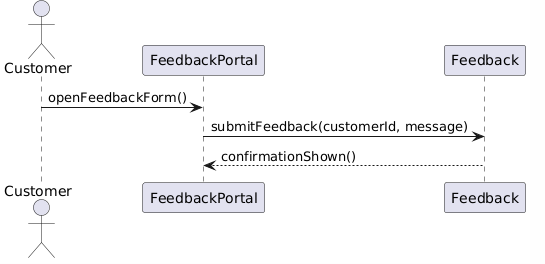 FeedbackPortal Feedback
Customer
openFeedbackForm()
submitFeedback(customerId, message)
confirmationShown()
Customer
FeedbackPortal Feedback